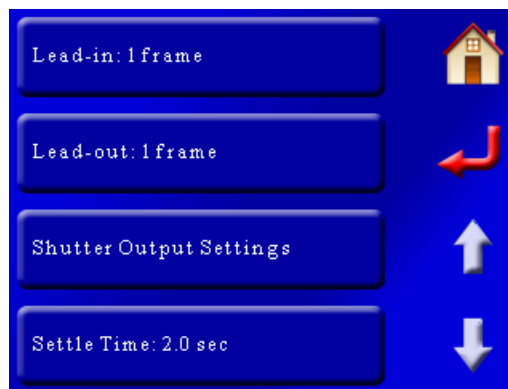 Lead-in: 1 frame
Lead-out: 1 frame
Shutter Output Settings
Settle Time: 2.0 sec